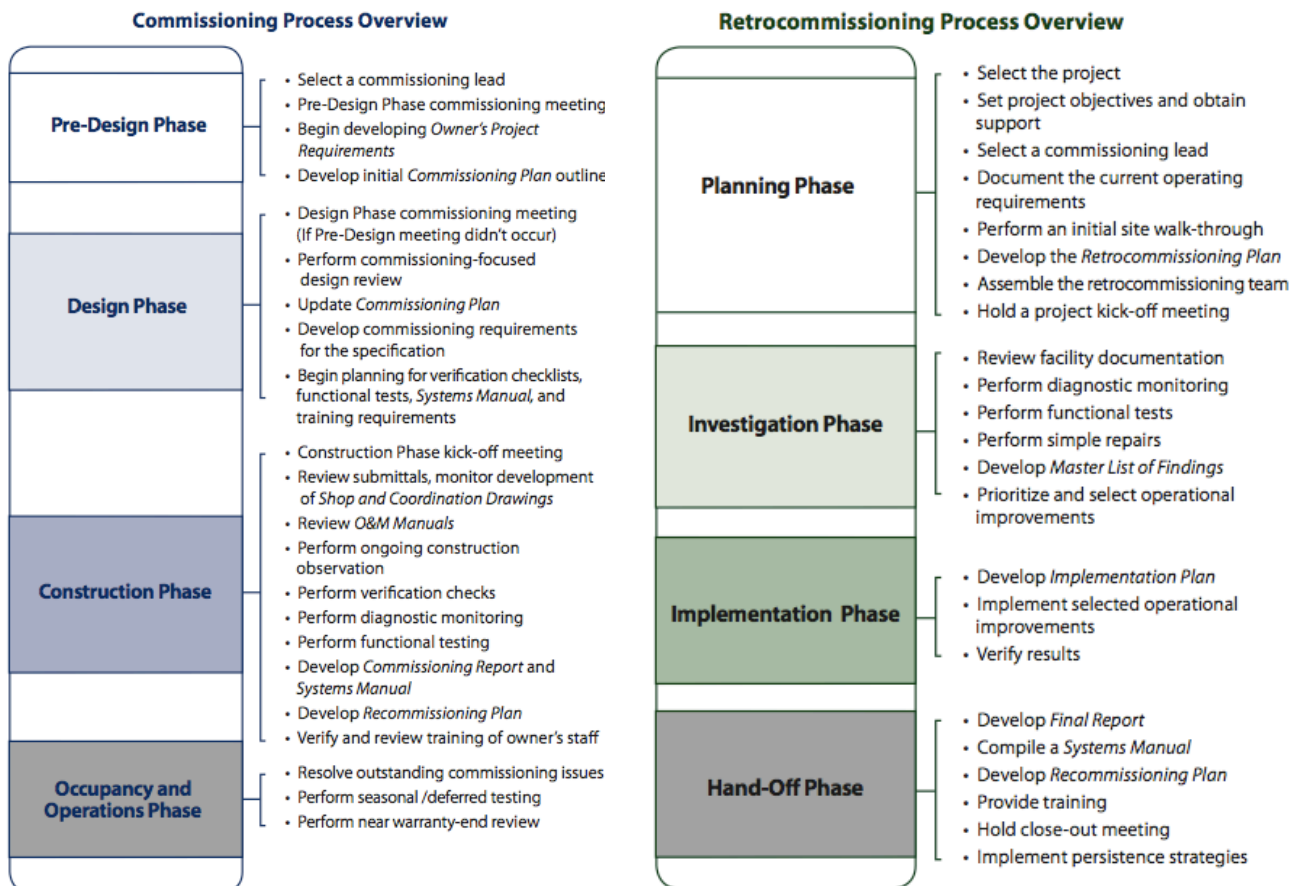 Commissioning Process Overview
Pre-Design Phase
• Select a commissioning lead
• Pre-Design Phase commissioning meeting
• Begin developing Owner's Project
Requirements
• Develop initial Commissioning Plan outline
Design Phase
• Design Phase commissioning meeting
(If Pre-Design meeting didn't occur)
• Perform commissioning-focused
design review
• Update Commissioning Plan
• Develop commissioning requirements
for the specification
• Begin planning for verification checklists,
functional tests, Systems Manual, and
training requirements
Construction Phase
• Construction Phase kick-off meeting
• Review submittals, monitor development
of Shop and Coordination Drawings
• Review O&M Manuals
• Perform ongoing construction
observation
• Perform verification checks
• Perform diagnostic monitoring
• Perform functional testing
• Develop Commissioning Report and
Systems Manual
• Develop Recommissioning Plan
• Verify and review training of owner's staff
Occupancy and
Operations Phase
• Resolve outstanding commissioning issues
• Perform seasonal /deferred testing
• Perform near warranty-end review
Retrocommissioning Process Overview
Planning Phase
• Select the project
• Set project objectives and obtain
support
• Select a commissioning lead
• Document the current operating
requirements
• Perform an initial site walk-through
• Develop the Retrocommissioning Plan
• Assemble the retrocommissioning team
• Hold a project kick-off meeting
Investigation Phase
• Review facility documentation
• Perform diagnostic monitoring
• Perform functional tests
• Perform simple repairs
• Develop Master List of Findings
• Prioritize and select operational
improvements
Implementation Phase
• Develop Implementation Plan
• Implement selected operational
improvements
• Verify results
Hand-Off Phase
• Develop Final Report
• Compile a Systems Manual
• Develop Recommissioning Plan
• Provide training
• Hold close-out meeting
• Implement persistence strategies